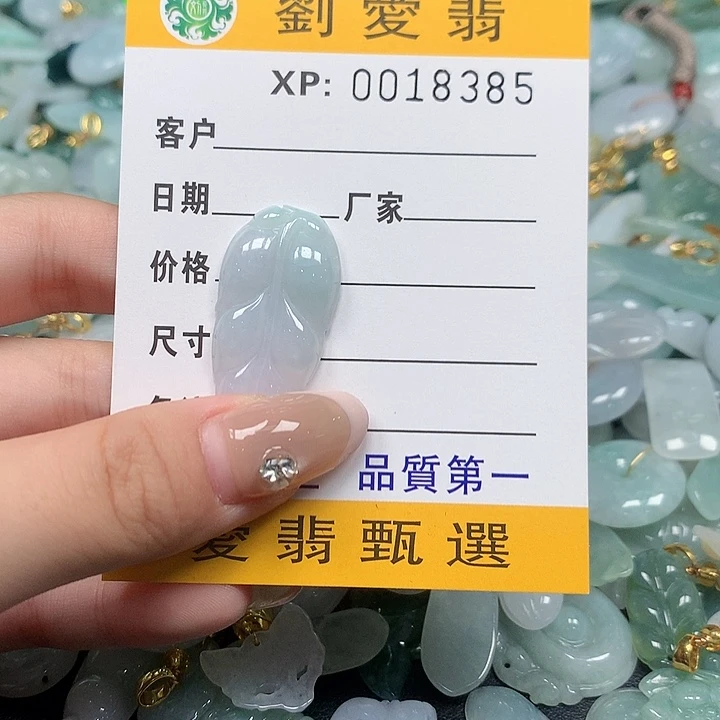 劉愛翡
XP: 0018385
客户
日期 厂家
价格
尺寸
品質第一
愛翡甄選